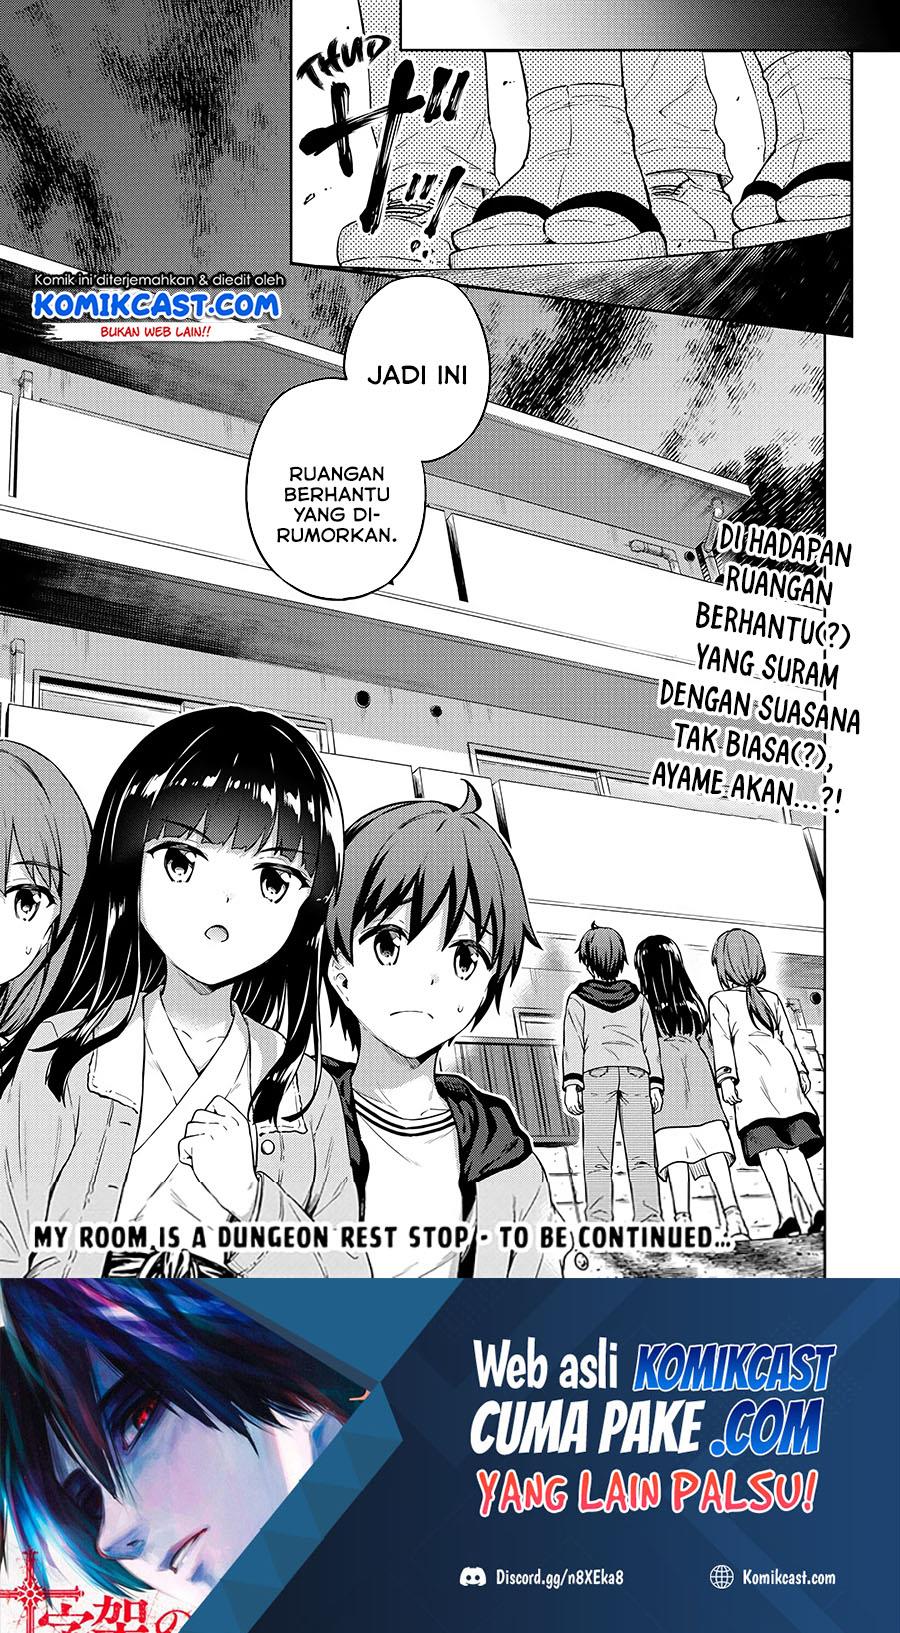 THUD
ザッ
Komik ini diterjemahkan & diedit oleh
KOMIKCAST.COM
BUKAN WEB LAIN!!
JADI INI
RUANGAN
BERHANTU
YANG DI-
RUMORKAN.
DI HADAPAN
RUANGAN
BERHANTU(?)
YANG SURAM
DENGAN SUASANA
TAK BIASA(?),
AYAME AKAN...?!
MY ROOM IS A DUNGEON REST STOP - TO BE CONTINUED...
Web asli KOMIKCAST
CUMA PAKE .COM
YANG LAIN PALSU!
Discord.gg/n8XEka8
Komikcast.com